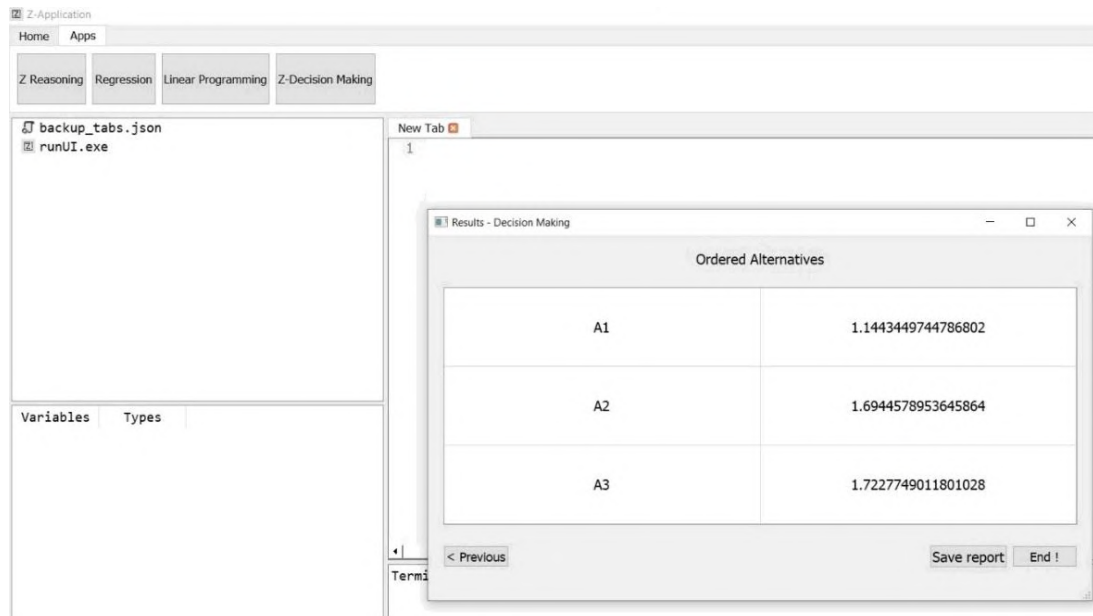 Z-Application
Home Apps
Z Reasoning Regression Linear Programming Z-Decision Making
backup_tabs.json
runUI.exe
New Tab
1
Results - Decision Making
Ordered Alternatives
A1 1.1443449744786802
A2 1.6944578953645864
A3 1.7227749011801028
Variables Types
< Previous Save report End !
Termi